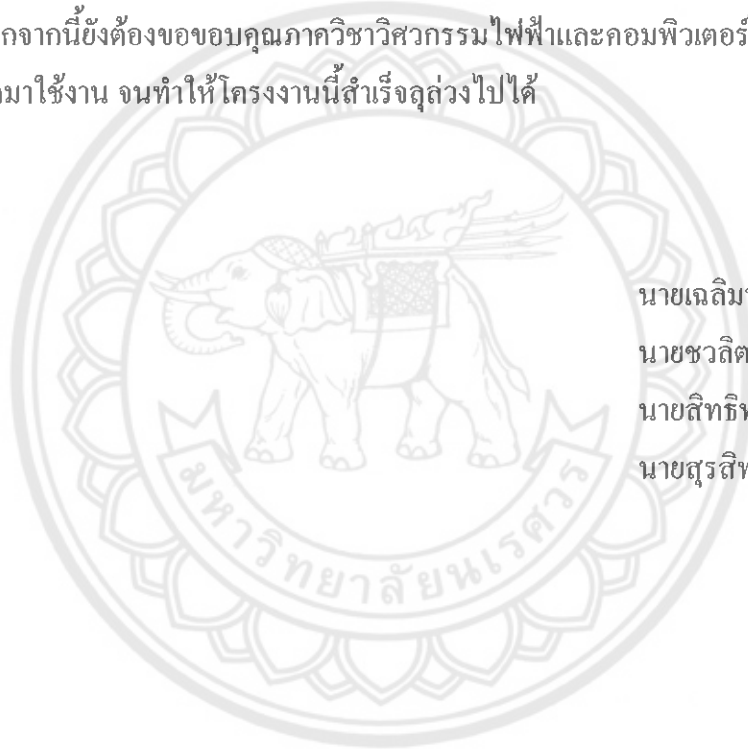 กจากนี้ยังต้องขอขอบคุณภาควิชาวิศวกรรมไฟฟ้าและคอมพิวเตอร์
มาใช้งาน จนทำให้โครงงานนี้สำเร็จลุล่วงไปได้
นายเฉลิม
นายชวลิต
นายสิทธิ
นายสุรสิท
มหาวิทยาลัยนเรศวร